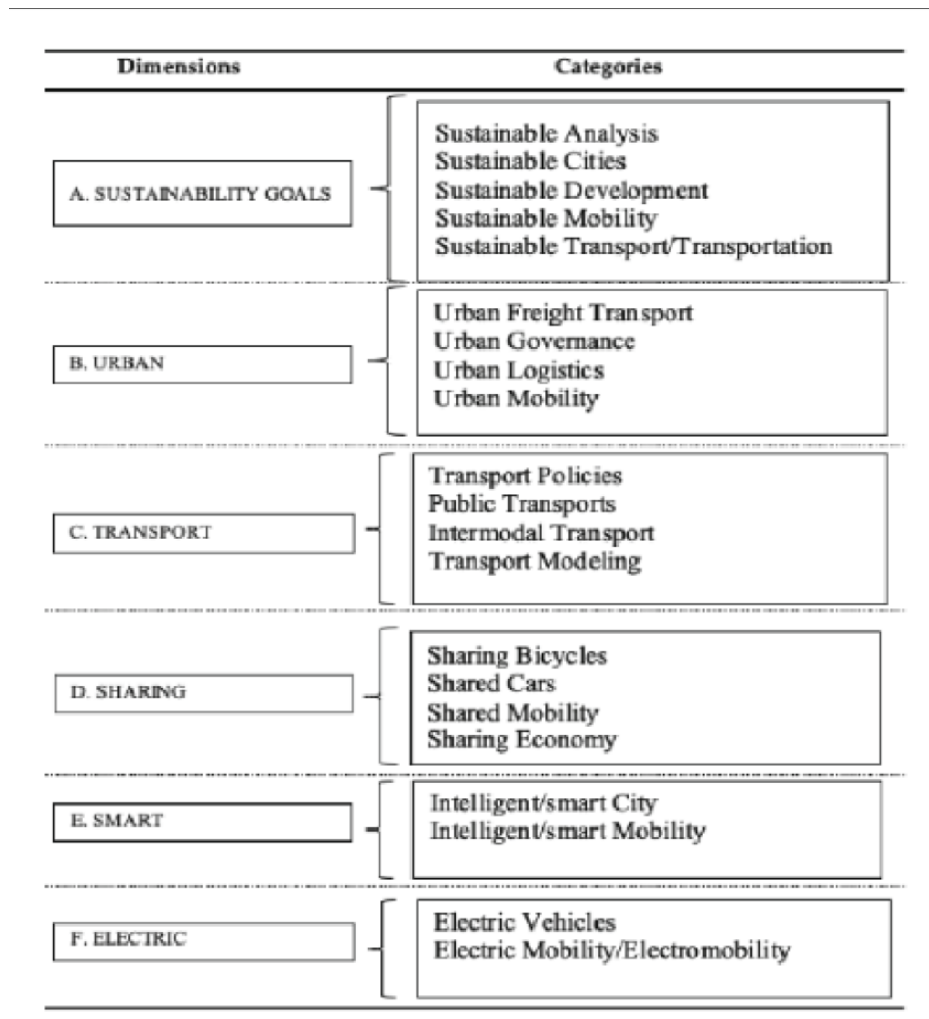 Dimensions Categories
A. SUSTAINABILITY GOALS
Sustainable Analysis
Sustainable Cities
Sustainable Development
Sustainable Mobility
Sustainable Transport/Transportation
B. URBAN
Urban Freight Transport
Urban Governance
Urban Logistics
Urban Mobility
C. TRANSPORT
Transport Policies
Public Transports
Intermodal Transport
Transport Modeling
D. SHARING
Sharing Bicycles
Shared Cars
Shared Mobility
Sharing Economy
E. SMART
Intelligent/smart City
Intelligent/smart Mobility
F. ELECTRIC
Electric Vehicles
Electric Mobility/Electromobility